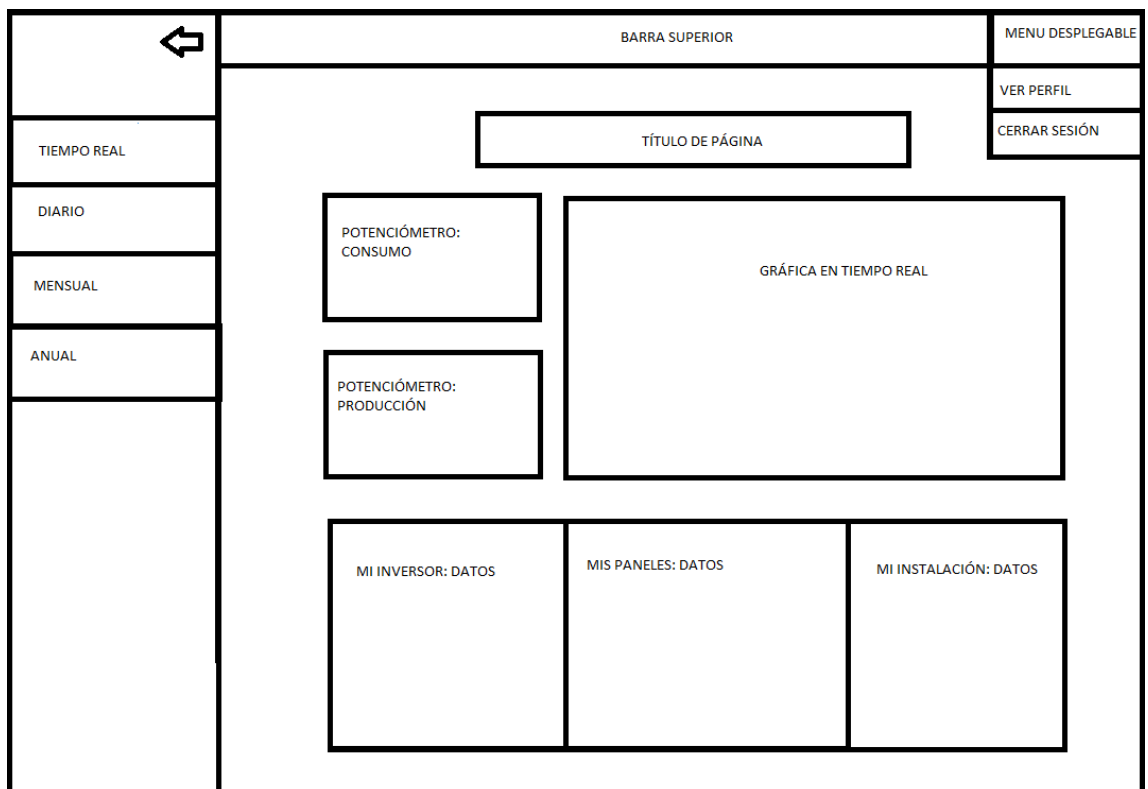 BARRA SUPERIOR
MENU DESPLEGABLE
VER PERFIL
CERRAR SESIÓN
TÍTULO DE PÁGINA
TIEMPO REAL
DIARIO
MENSUAL
ANUAL
POTENCIÓMETRO:
CONSUMO
GRÁFICA EN TIEMPO REAL
POTENCIÓMETRO:
PRODUCCIÓN
MI INVERSOR: DATOS
MIS PANELES: DATOS
MI INSTALACIÓN: DATOS